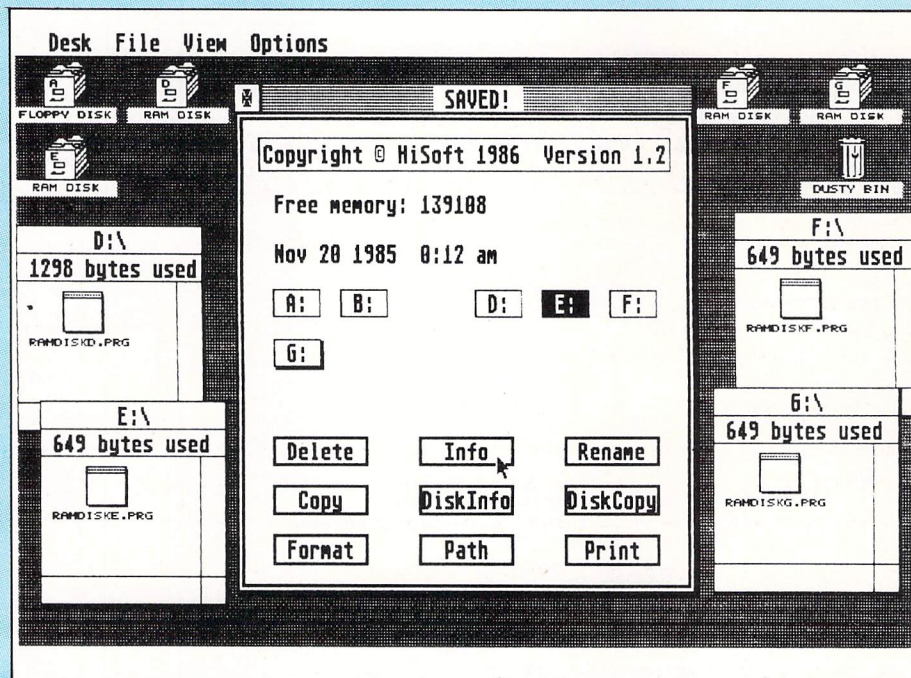 Desk File View Options
FLOPPY DISK
RAM DISK
SAVED!
RAM DISK
RAM DISK
RAM DISK
DUSTY BIN
Copyright © HiSoft 1986 Version 1.2
Free memory: 139108
Nov 20 1985 0:12 am
A: B: D: E: F:
G:
Delete Info Rename
Copy DiskInfo DiskCopy
Format Path Print
D:\
1298 bytes used
RAMDISKD.PRG
E:\
649 bytes used
RAMDISKE.PRG
F:\
649 bytes used
RAMDISKF.PRG
G:\
649 bytes used
RAMDISKG.PRG